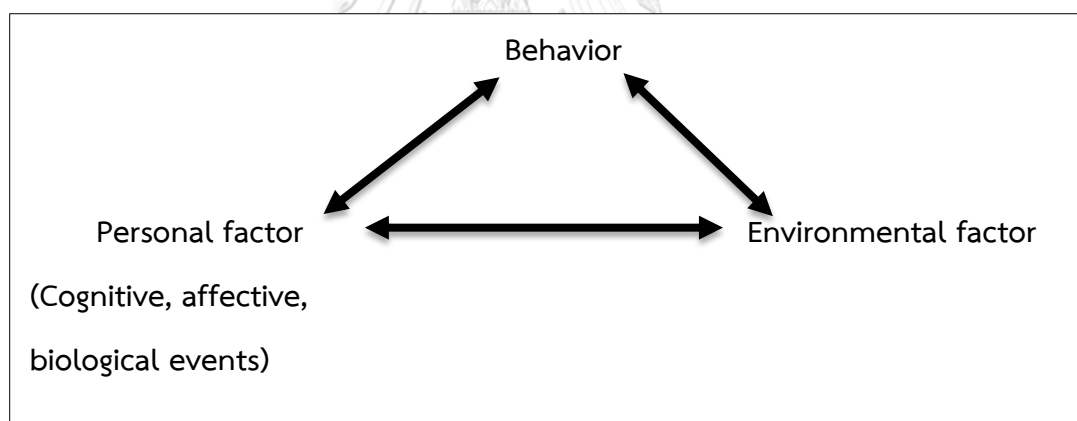 Behavior
Personal factor
Environmental factor
(Cognitive, affective,
biological events)